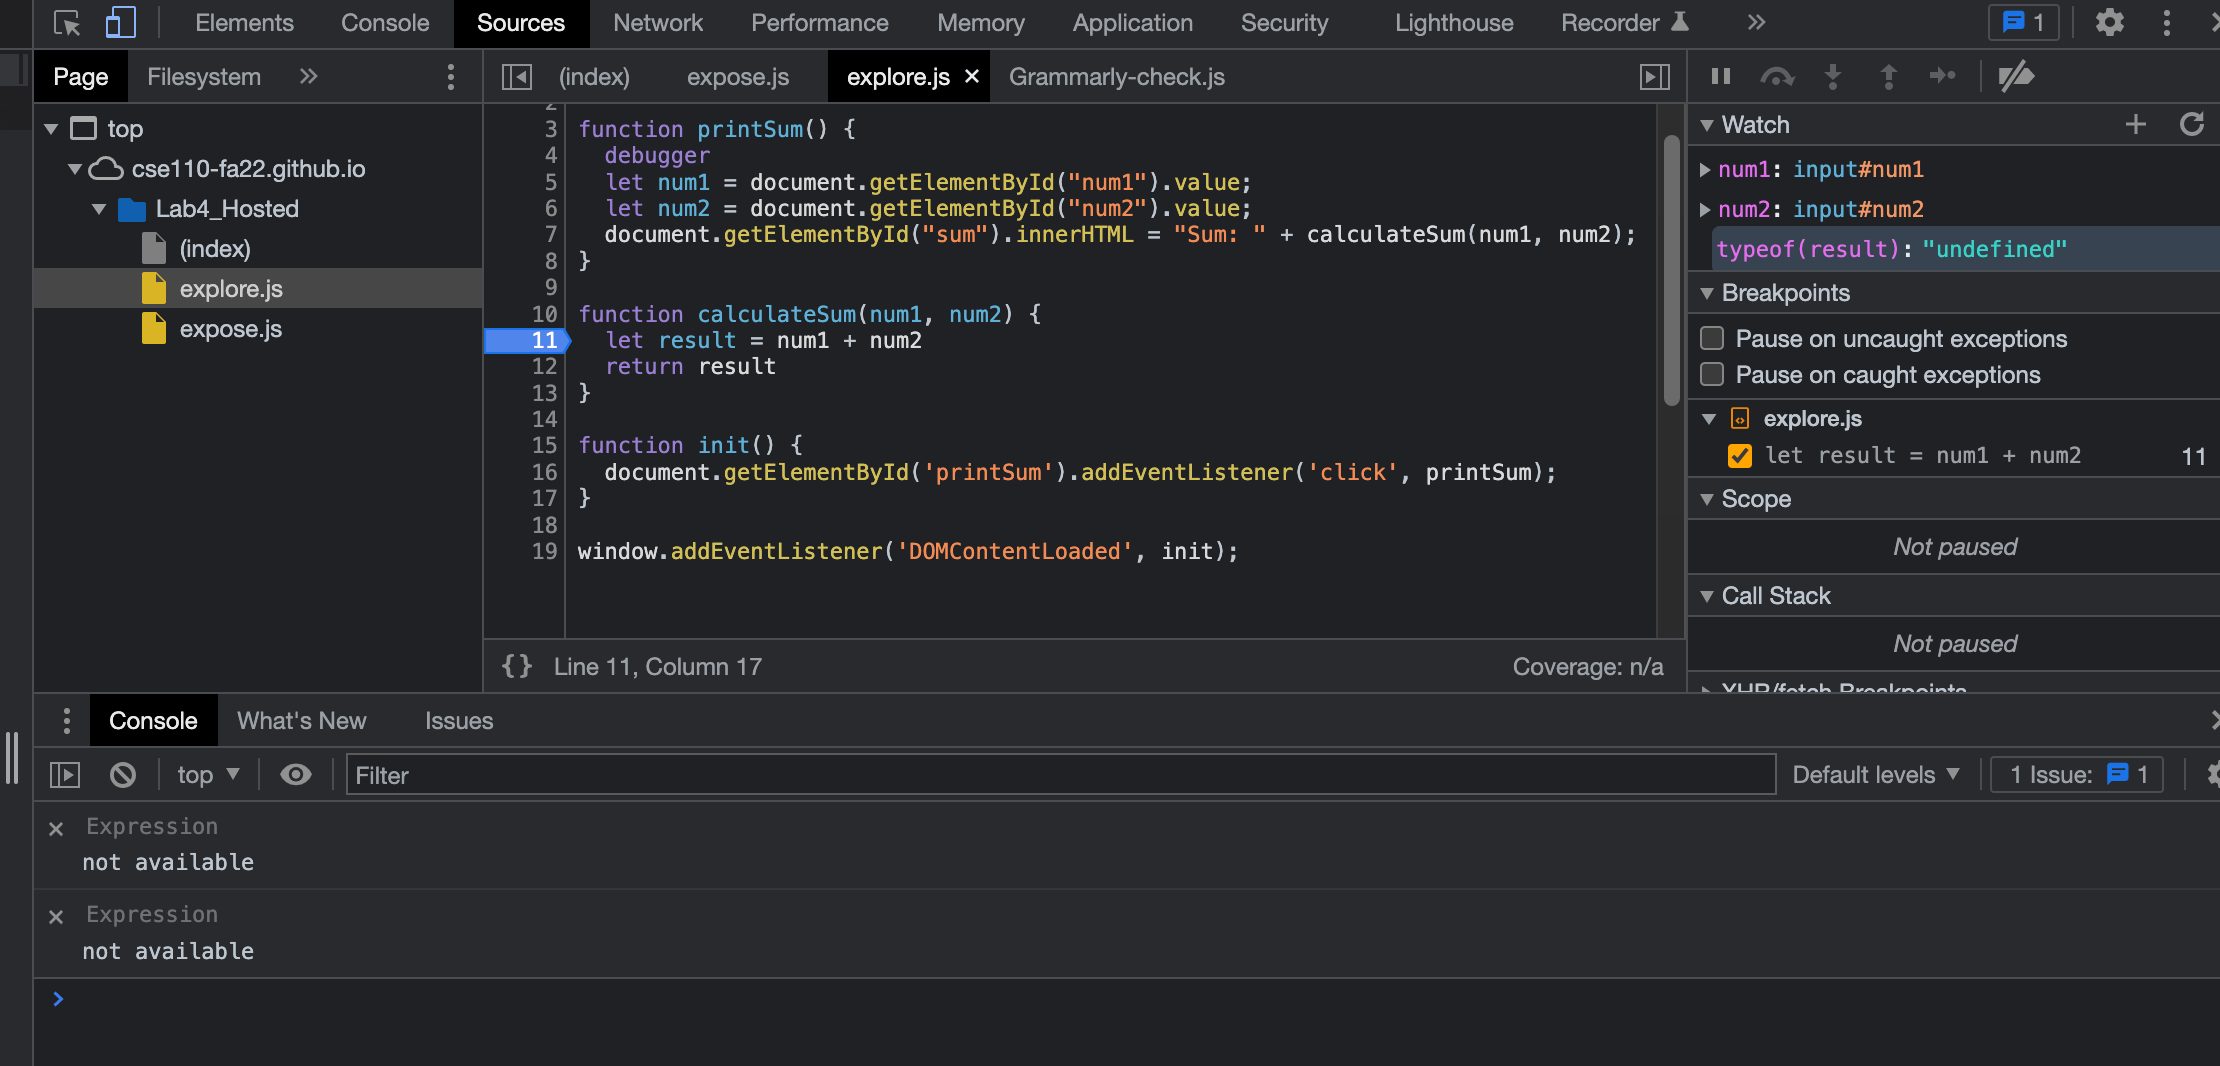 Elements Console Sources Network Performance Memory Application Security Lighthouse Recorder 1
Page Filesystem
(index) expose.js explore.js Grammarly-check.js
top
cse110-fa22.github.io
Lab4_Hosted
(index)
explore.js
expose.js
2
3 function printSum() {
4 debugger
5 let num1 = document.getElementById("num1").value;
6 let num2 = document.getElementById("num2").value;
7 document.getElementById("sum").innerHTML = "Sum: " + calculateSum(num1, num2);
8 }
9
10 function calculateSum(num1, num2) {
11 let result = num1 + num2
12 return result
13 }
14
15 function init() {
16 document.getElementById('printSum').addEventListener('click', printSum);
17 }
18
19 window.addEventListener('DOMContentLoaded', init);
{} Line 11, Column 17 Coverage: n/a
Watch
num1: input#num1
num2: input#num2
typeof(result): "undefined"
Breakpoints
Pause on uncaught exceptions
Pause on caught exceptions
explore.js
let result = num1 + num2 11
Scope
Not paused
Call Stack
Not paused
XHR/fetch Breakpoints
Console What's New Issues
top Filter Default levels 1 Issue: 1
Expression
not available
Expression
not available